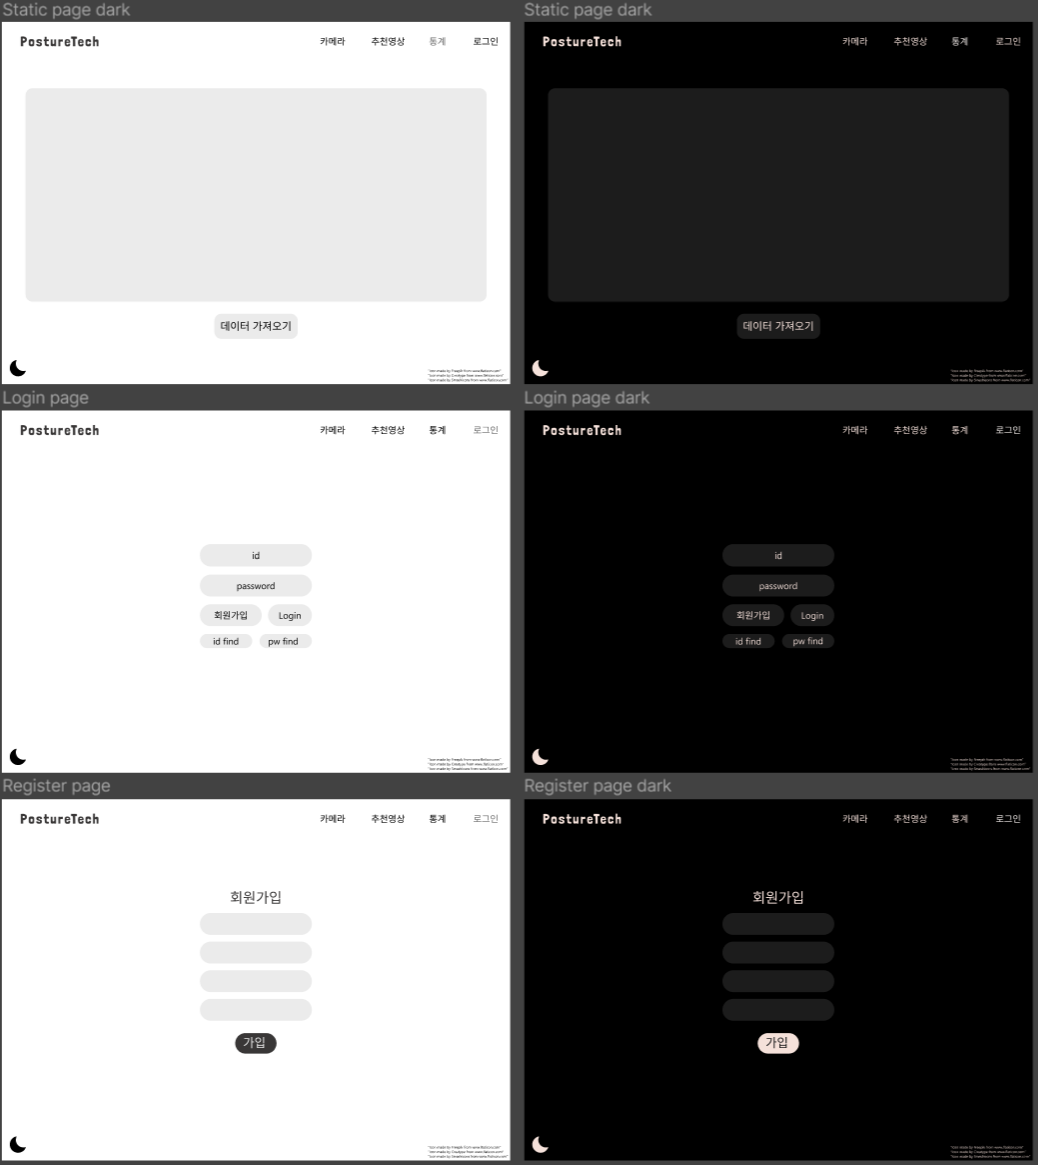 Static page dark
Static page dark
PostureTech 카메라 추천영상 통계 로그인
PostureTech 카메라 추천영상 통계 로그인
데이터 가져오기
데이터 가져오기
Login page
Login page dark
PostureTech 카메라 추천영상 통계 로그인
PostureTech 카메라 추천영상 통계 로그인
id
id
password
password
회원가입 Login
회원가입 Login
id find pw find
id find pw find
Register page
Register page dark
PostureTech 카메라 추천영상 통계 로그인
PostureTech 카메라 추천영상 통계 로그인
회원가입
회원가입
가입
가입